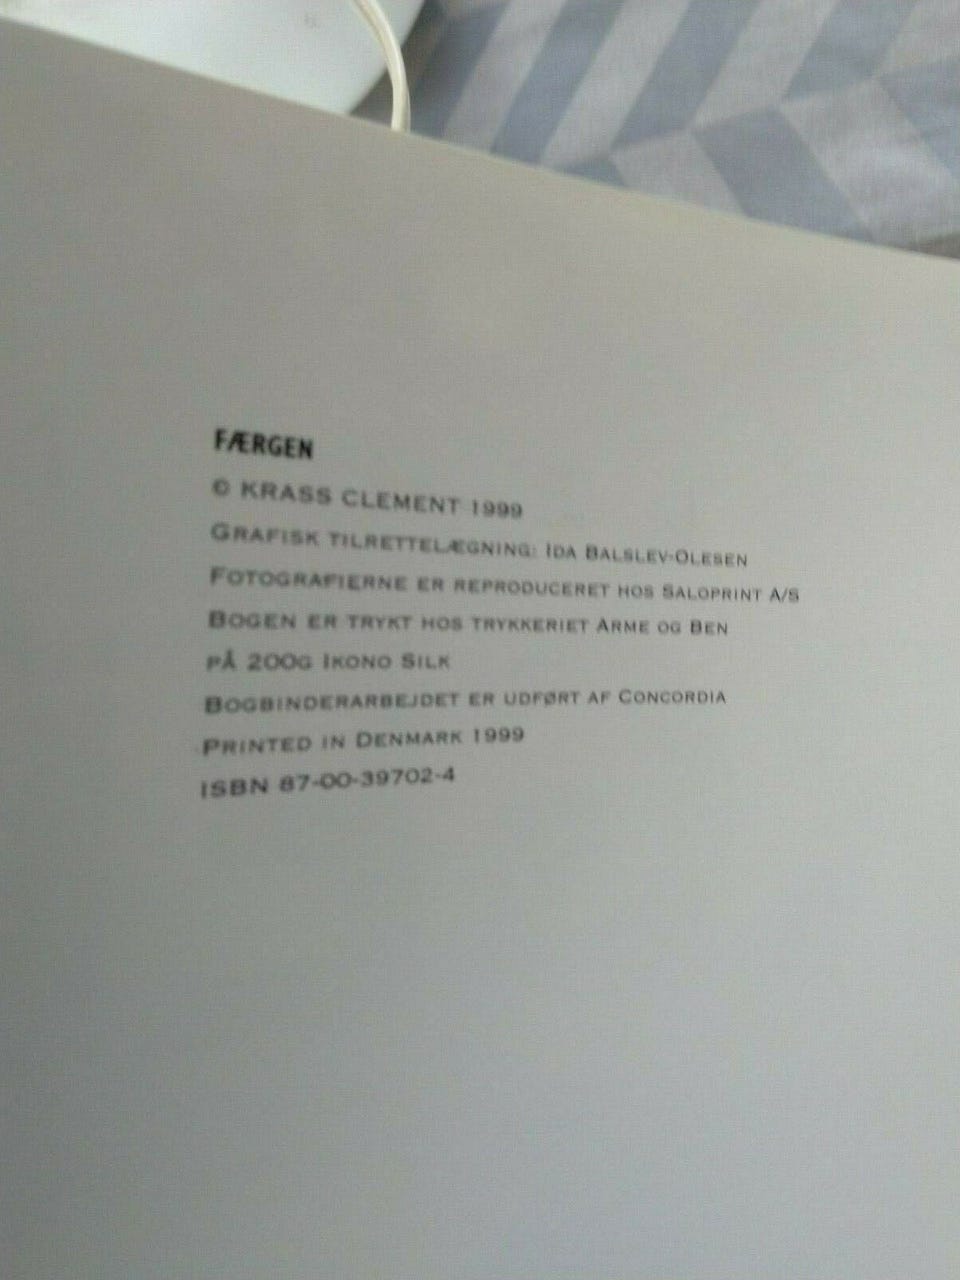 FÆRGEN
© KRASS CLEMENT 1999
GRAFISK TILRETTELÆGNING: IDA BALSLEV-OLESEN
FOTOGRAFIERNE ER REPRODUCERET HOS SALOPRINT A/S
BOGEN ER TRYKT HOS TRYKKERIET ARME OG BEN
PÅ 200G IKONO SILK
BOGBINDERARBEJDET ER UDFØRT AF CONCORDIA
PRINTED IN DENMARK 1999
ISBN 87-00-39702-4